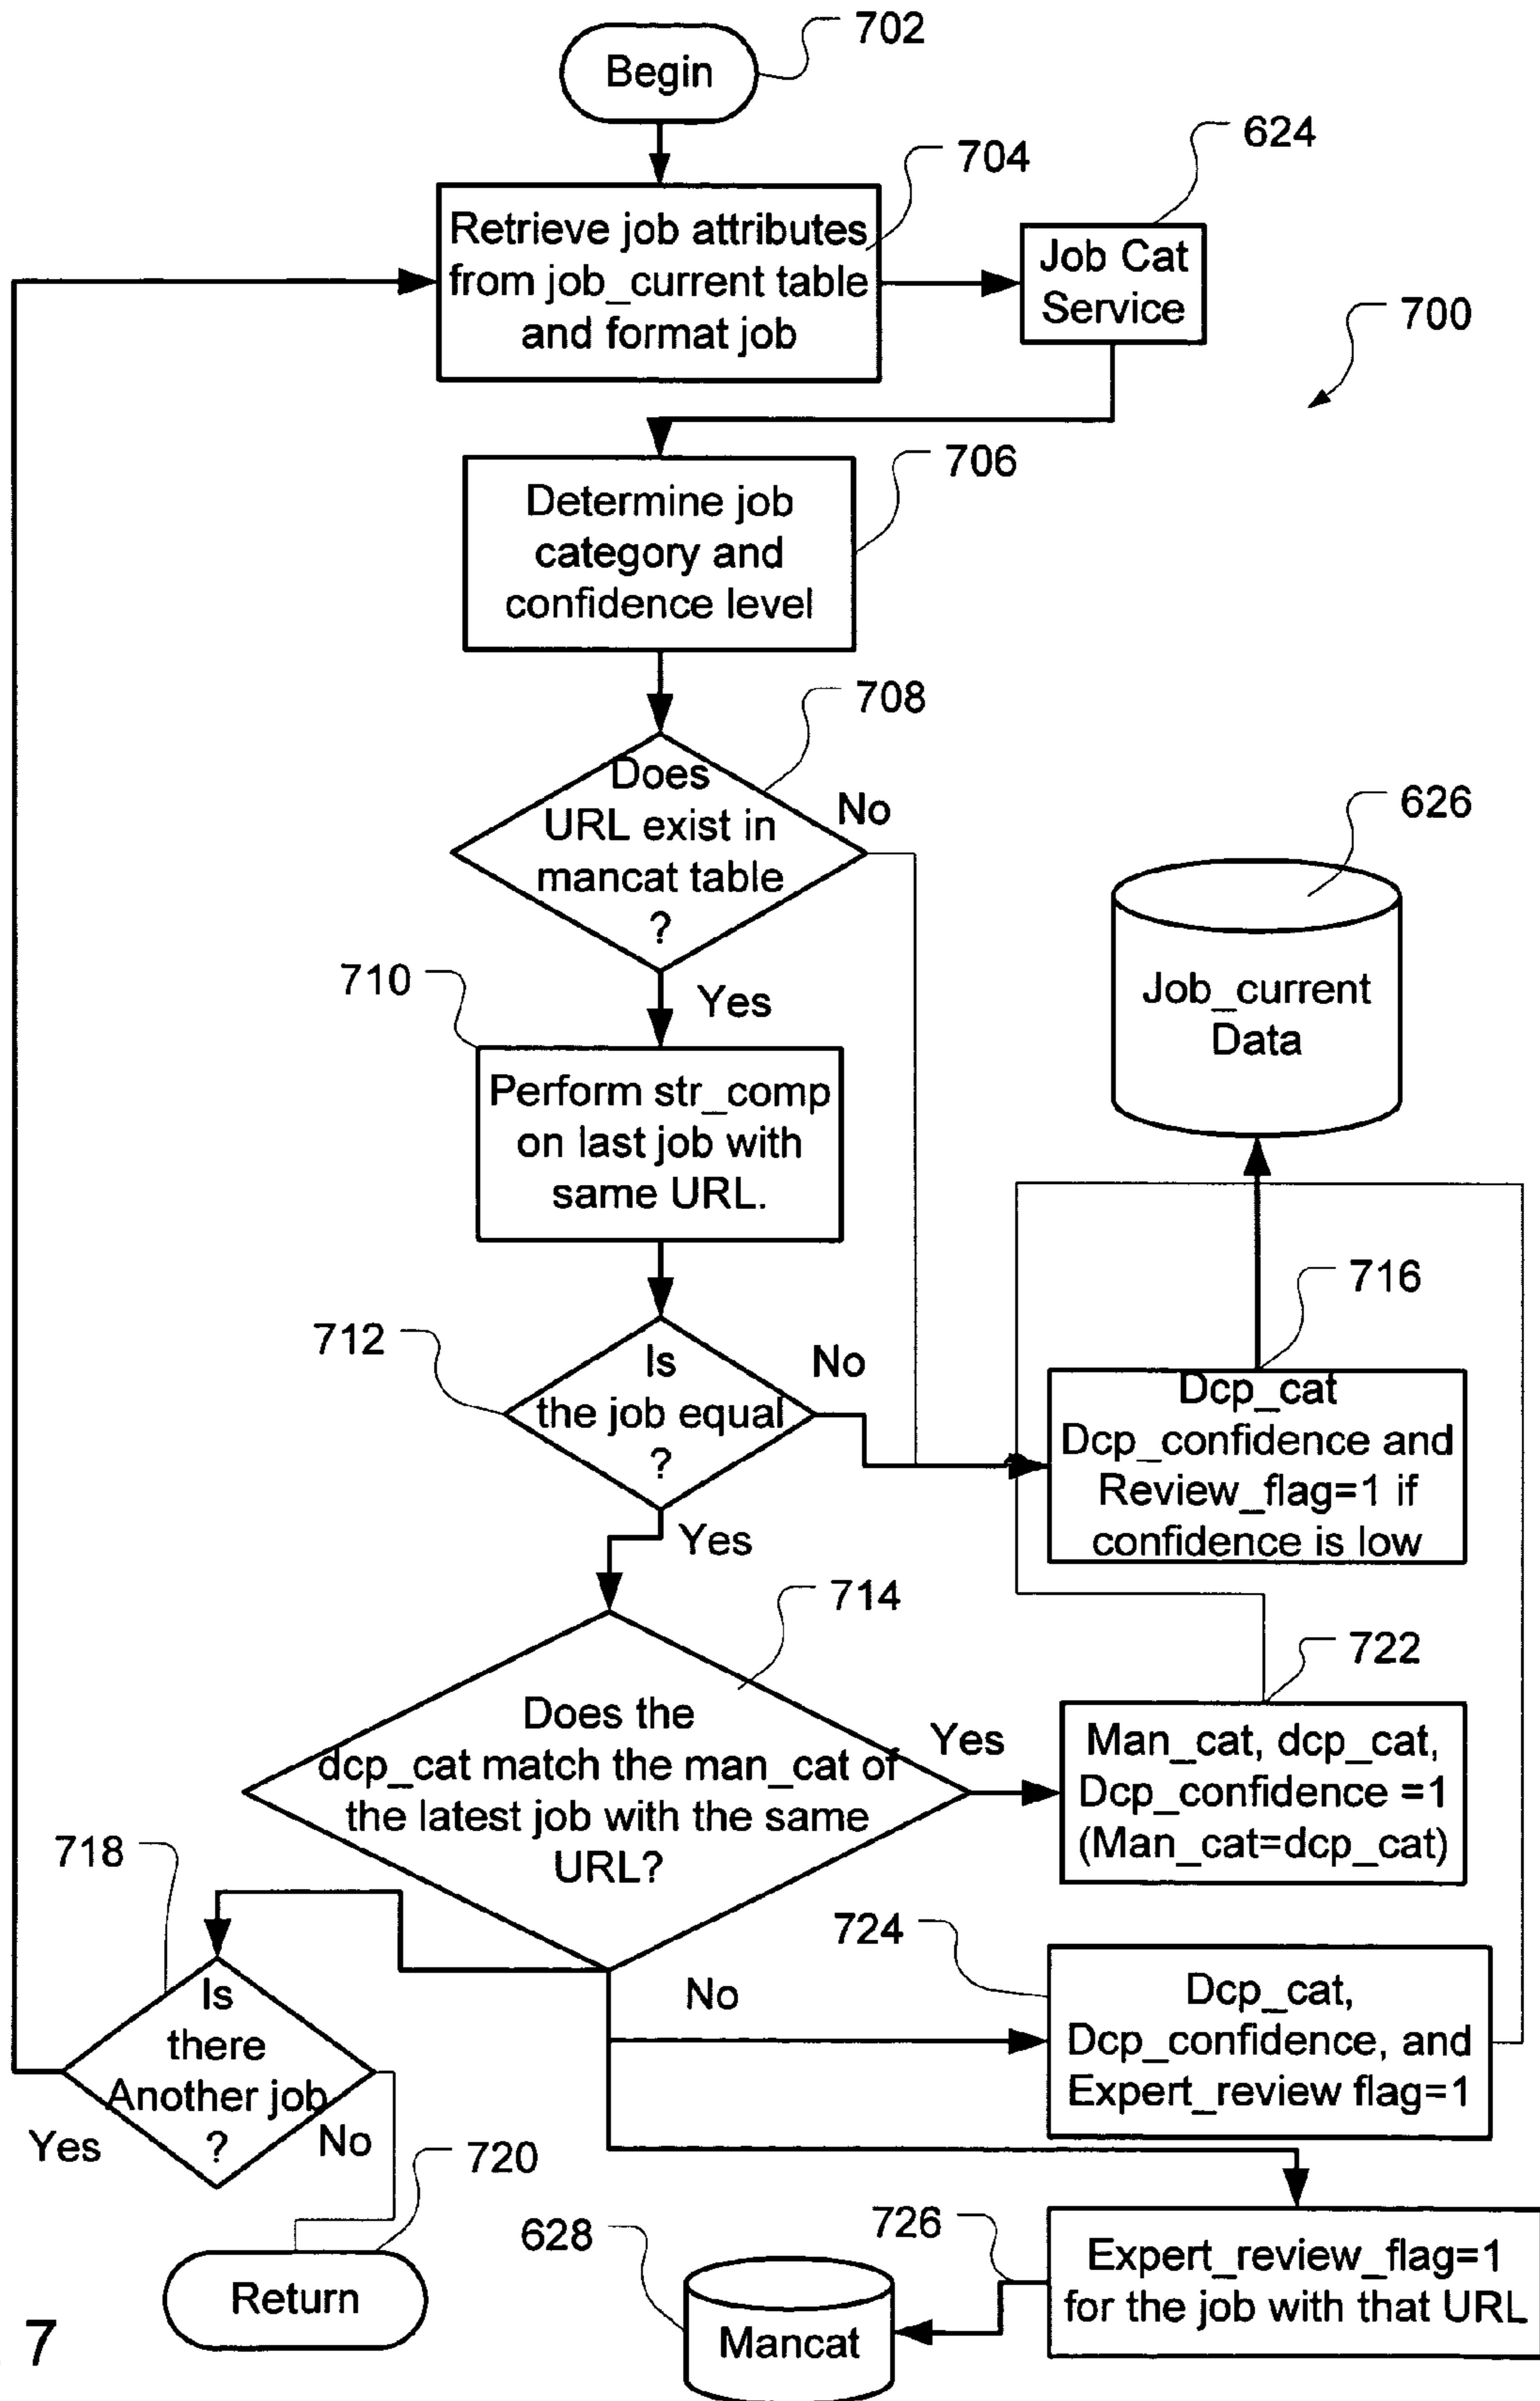 702
Begin
624
704
Retrieve job attributes
from job_current table
and format job
Job Cat
Service
700
706
Determine job
category and
confidence level
708
Does
URL exist in
mancat table
?
No
626
Job_current
Data
710
Yes
Perform str_comp
on last job with
same URL.
716
712
Is
the job equal
?
No
Dcp_cat
Dcp_confidence and
Review_flag=1 if
confidence is low
Yes
714
722
Does the
dcp_cat match the man_cat of
the latest job with the same
URL?
Yes
Man_cat, dcp_cat,
Dcp_confidence =1
(Man_cat=dcp_cat)
718
724
Is
there
Another job
?
No
Dcp_cat,
Dcp_confidence, and
Expert_review flag=1
Yes
No
720
628
726
Expert_review_flag=1
for the job with that URL
Return
Mancat
7